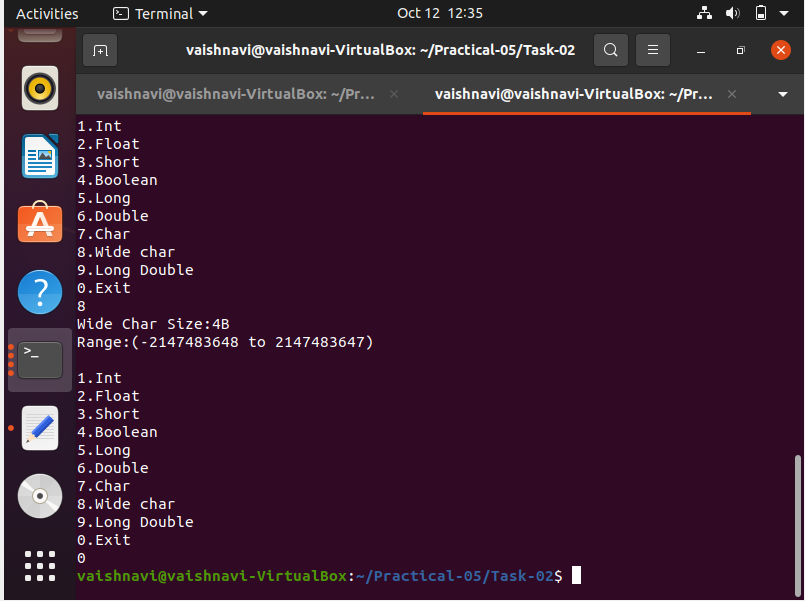 Activities
Terminal
Oct 12 12:35
vaishnavi@vaishnavi-VirtualBox: ~/Practical-05/Task-02
vaishnavi@vaishnavi-VirtualBox: ~/Pr...
vaishnavi@vaishnavi-VirtualBox: ~/Pr...
1.Int
2.Float
3.Short
4.Boolean
5.Long
6.Double
7.Char
8.Wide char
9.Long Double
0.Exit
8
Wide Char Size:4B
Range:(-2147483648 to 2147483647)
1.Int
2.Float
3.Short
4.Boolean
5.Long
6.Double
7.Char
8.Wide char
9.Long Double
0.Exit
0
vaishnavi@vaishnavi-VirtualBox:~/Practical-05/Task-02$